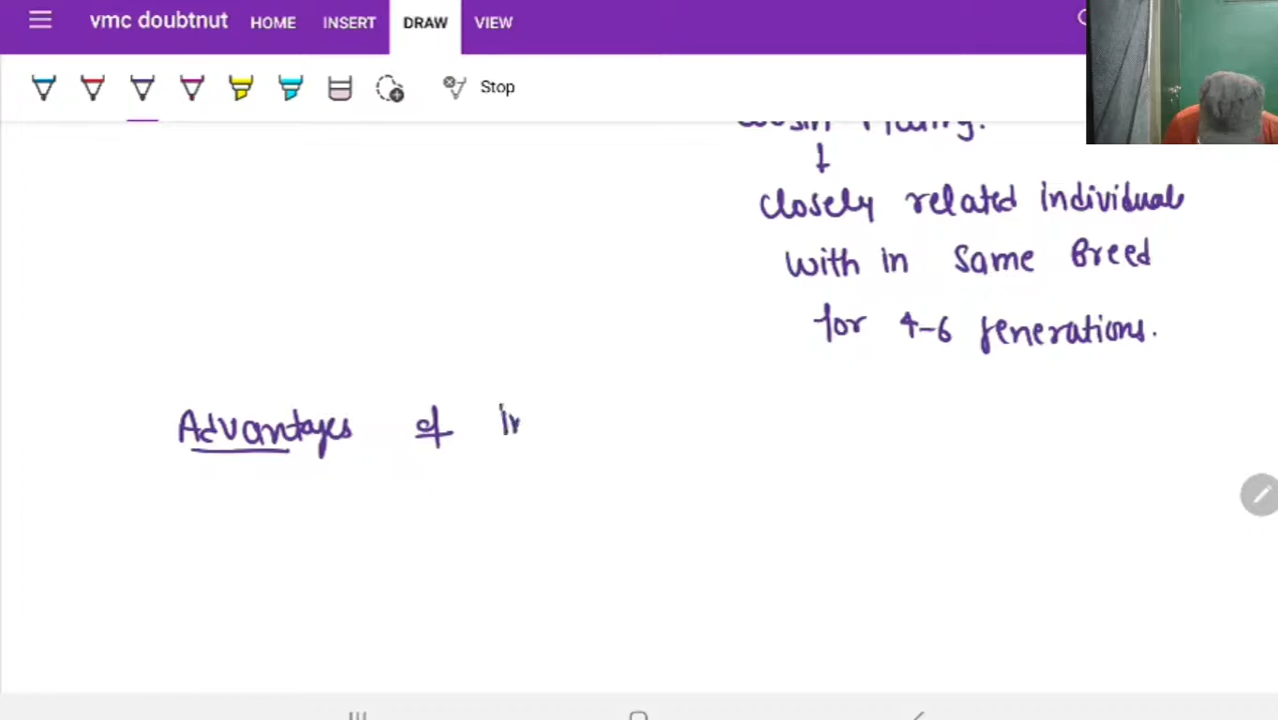 vmc doubtnut HOME INSERT DRAW VIEW
Stop
closely related individual
with in same Breed
for 4-6 generations.
Advantages of In